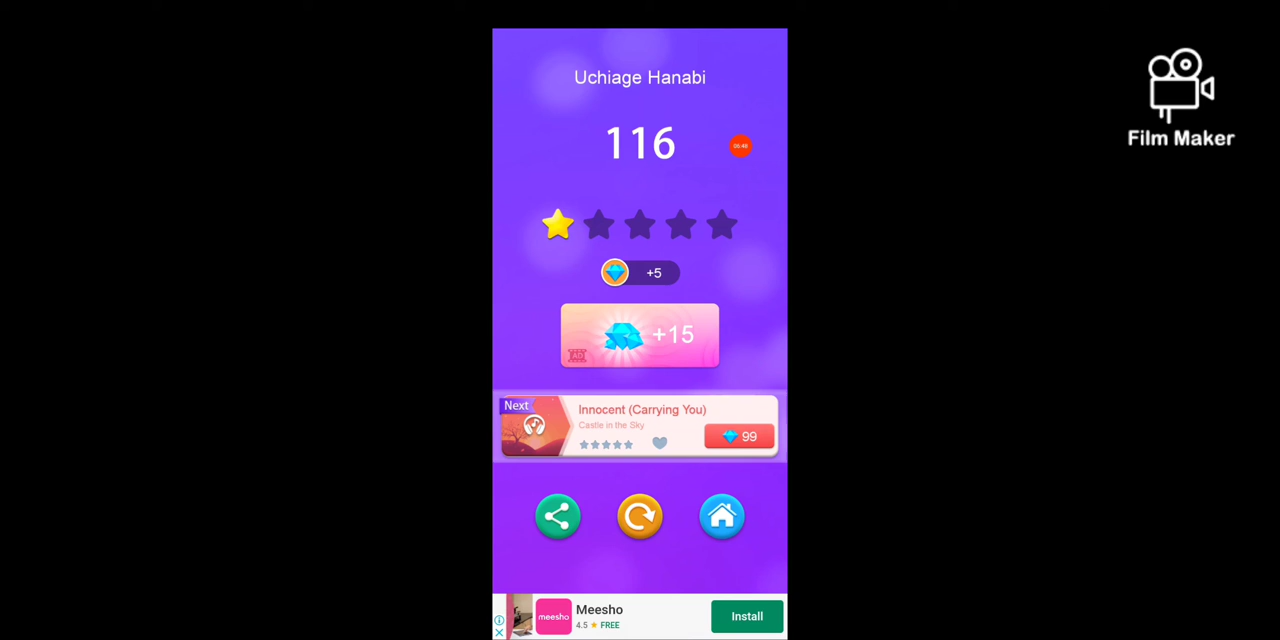 Uchiage Hanabi
116
Film Maker
+5
+15
AD
Next
Innocent (Carrying You)
Castle in the Sky
99
meesho
Meesho
4.5 ★ FREE
Install